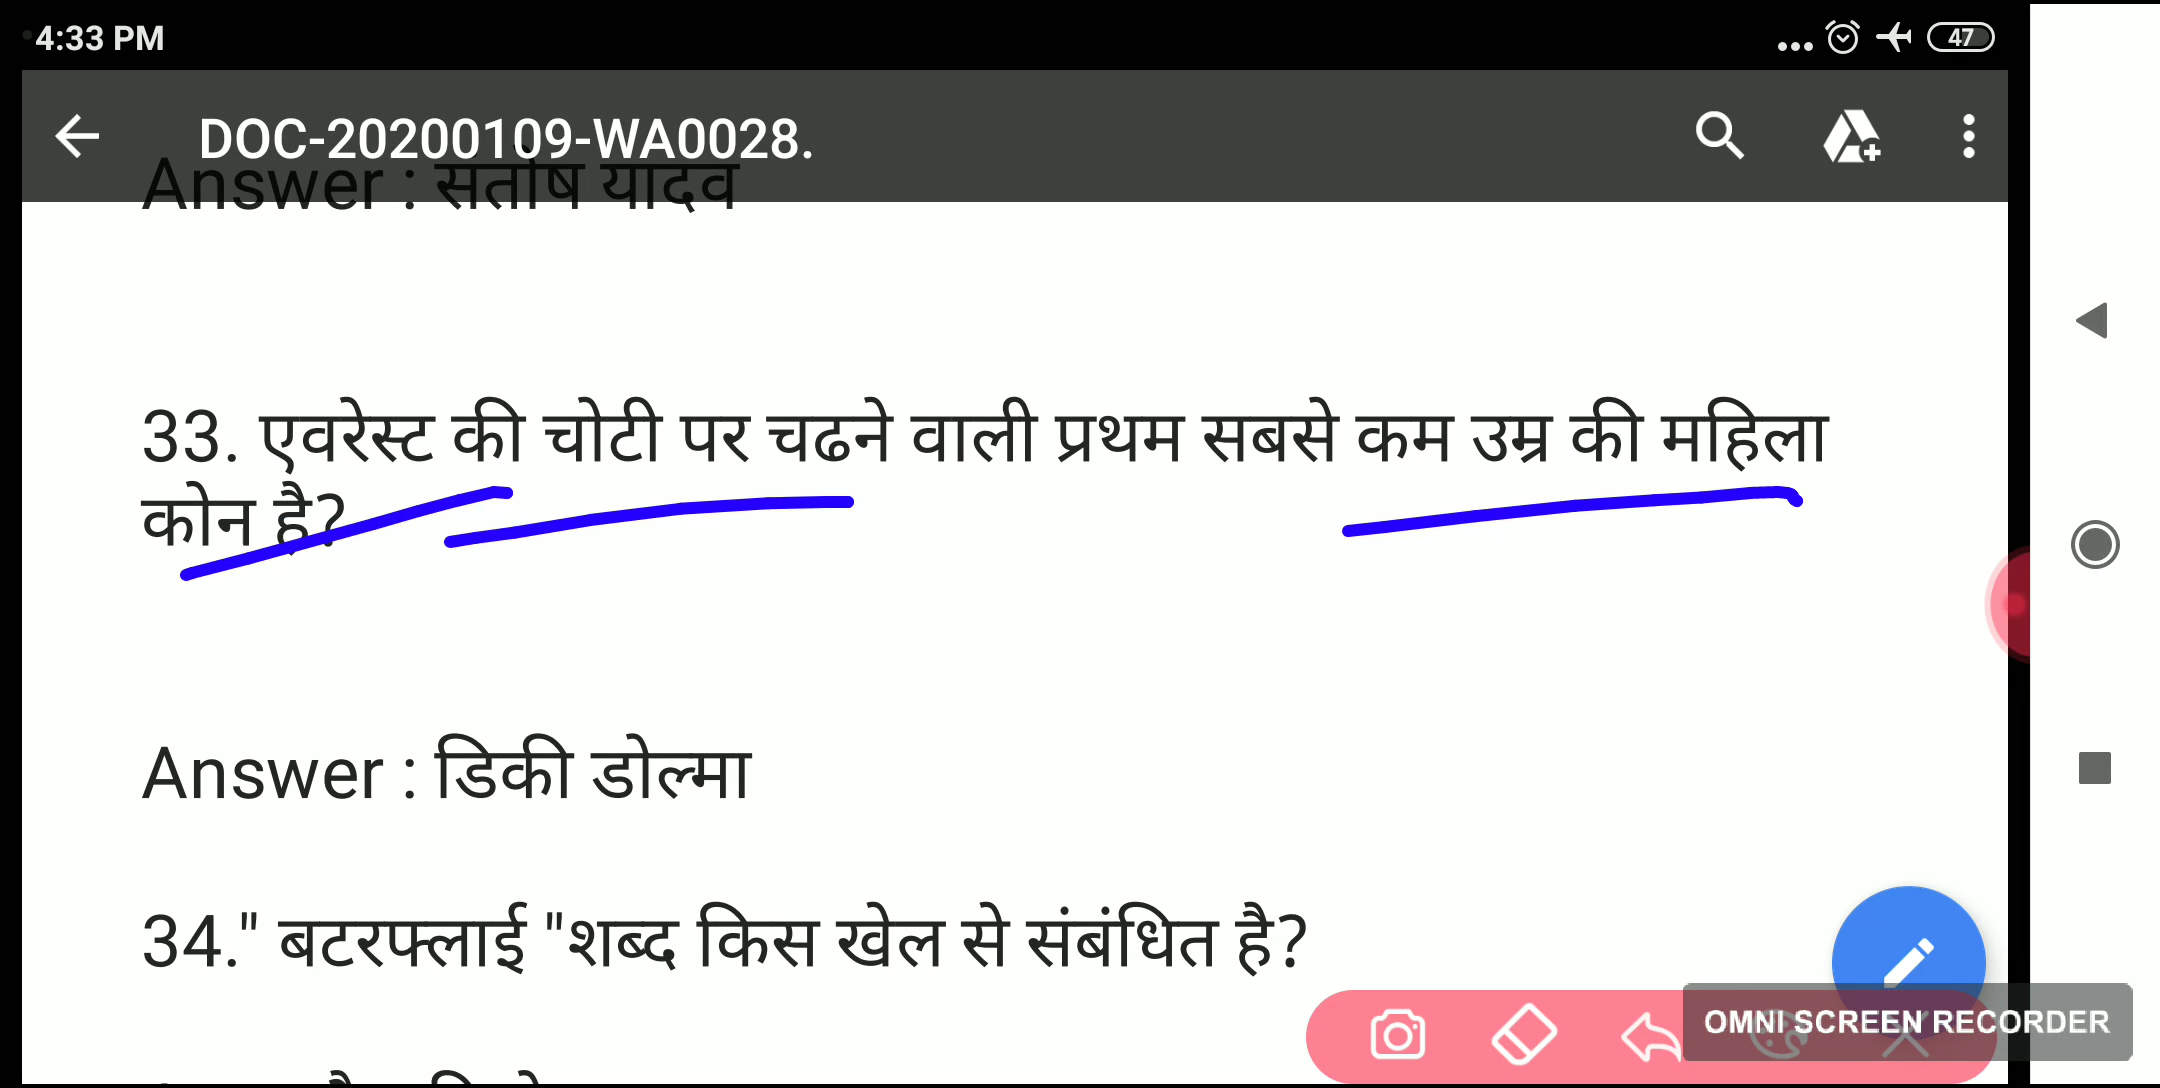 4:33 PM
47
DOC-20200109-WA0028.
Answer : सतोष यादव
33. एवरेस्ट की चोटी पर चढने वाली प्रथम सबसे कम उम्र की महिला
कोन है?
Answer : डिकी डोल्मा
34." बटरफ्लाई "शब्द किस खेल से संबंधित है?
OMNI SCREEN RECORDER